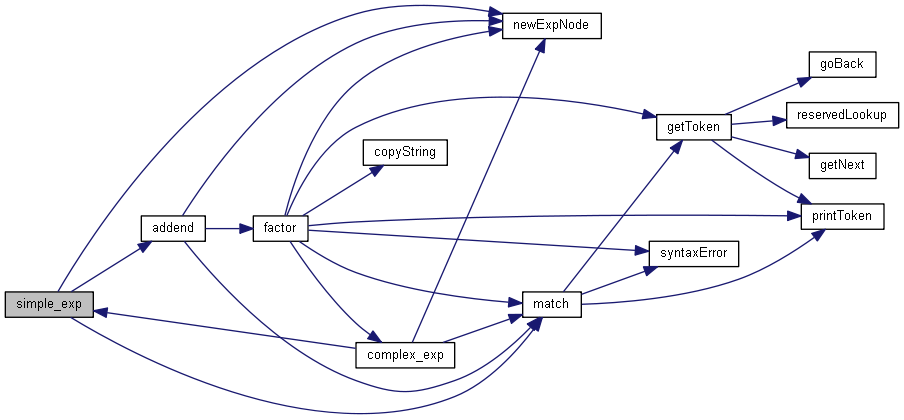 newExpNode
goBack
reservedLookup
getToken
copyString
getNext
printToken
addend
factor
syntaxError
simple_exp
match
complex_exp